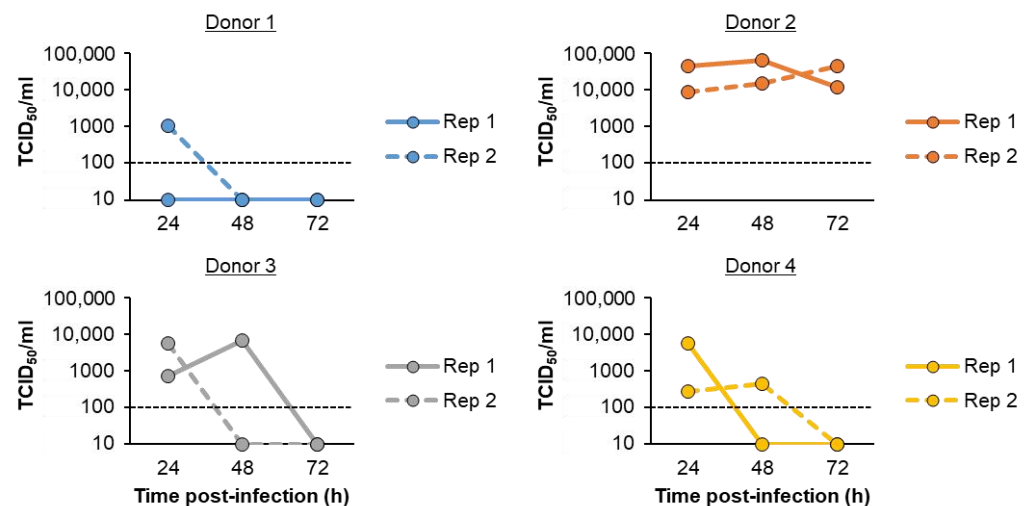 Donor 1
TCID50/ml
100,000
10,000
1000
100
10
24 48 72
Rep 1
Rep 2
Donor 2
TCID50/ml
100,000
10,000
1000
100
10
24 48 72
Rep 1
Rep 2
Donor 3
TCID50/ml
100,000
10,000
1000
100
10
24 48 72
Time post-infection (h)
Rep 1
Rep 2
Donor 4
TCID50/ml
100,000
10,000
1000
100
10
24 48 72
Time post-infection (h)
Rep 1
Rep 2